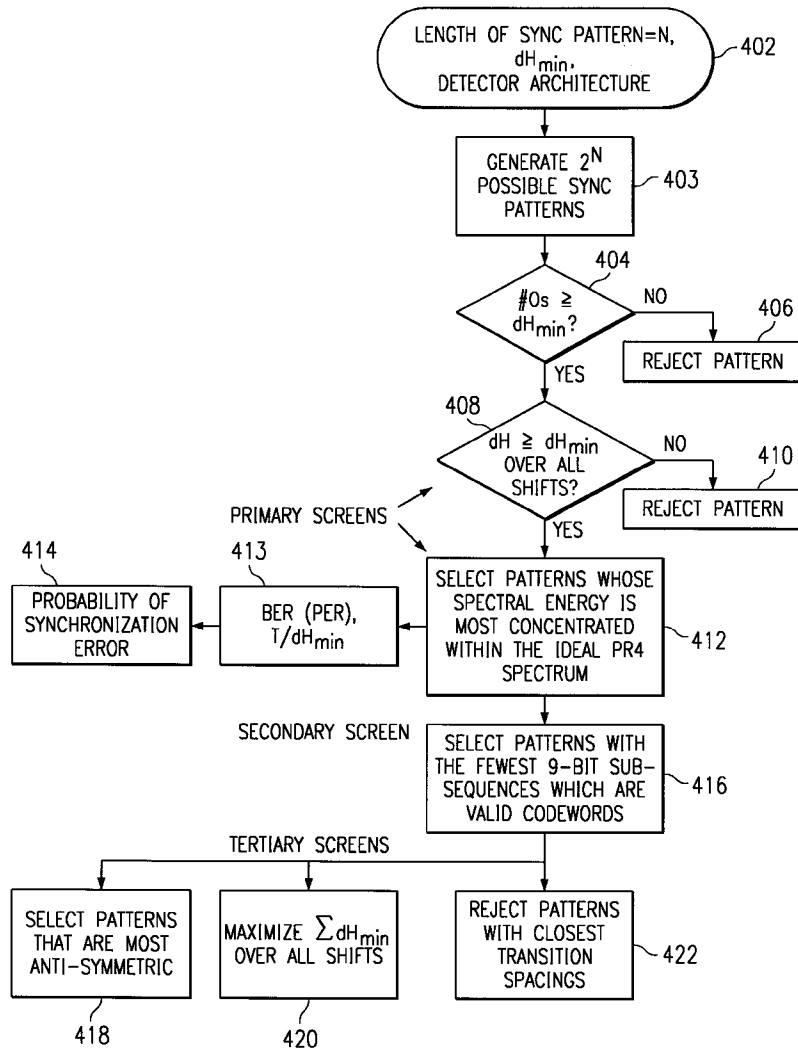 LENGTH OF SYNC PATTERN=N,
dHmin,
DETECTOR ARCHITECTURE
402
GENERATE 2^N
POSSIBLE SYNC
PATTERNS
403
404
#0s ≥
dHmin?
NO
406
REJECT PATTERN
YES
408
dH ≥ dHmin
OVER ALL
SHIFTS?
NO
410
REJECT PATTERN
PRIMARY SCREENS
YES
414
PROBABILITY OF
SYNCHRONIZATION
ERROR
413
BER (PER),
T/dHmin
SELECT PATTERNS WHOSE
SPECTRAL ENERGY IS
MOST CONCENTRATED
WITHIN THE IDEAL PR4
SPECTRUM
412
SECONDARY SCREEN
SELECT PATTERNS WITH
THE FEWEST 9-BIT SUB-
SEQUENCES WHICH ARE
VALID CODEWORDS
416
TERTIARY SCREENS
SELECT PATTERNS
THAT ARE MOST
ANTI-SYMMETRIC
418
MAXIMIZE ∑dHmin
OVER ALL SHIFTS
420
REJECT PATTERNS
WITH CLOSEST
TRANSITION
SPACINGS
422